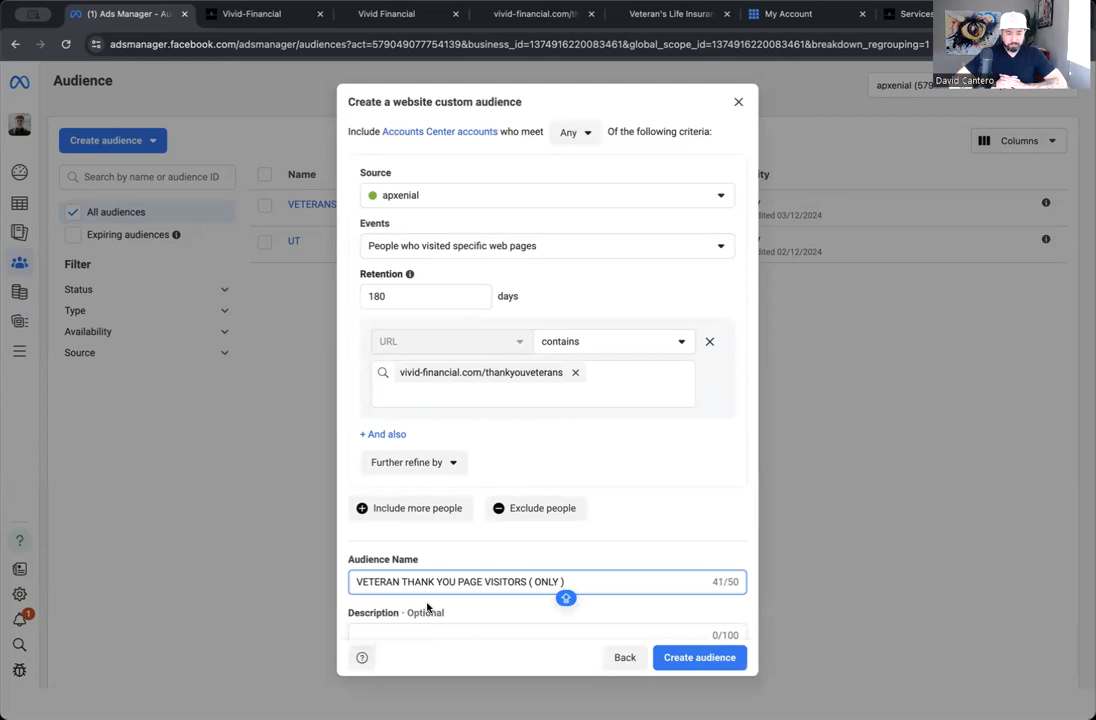 (1) Ads Manager - Au
Vivid-Financial
Vivid Financial
vivid-financial.com/th
Veteran's Life Insuran
My Account
Services
adsmanager.facebook.com/adsmanager/audiences?act=579049077754139&business_id=1374916220083461&global_scope_id=1374916220083461&breakdown_regrouping=1
David Cantero
Audience
apxenial (579
Create a website custom audience
Include Accounts Center accounts who meet Any Of the following criteria:
Create audience
Columns
Search by name or audience ID
Name
ity
Source
apxenial
VETERANS
dited 03/12/2024
All audiences
Events
Expiring audiences
People who visited specific web pages
UT
dited 02/12/2024
Filter
Retention
Status
180 days
Type
Availability
URL contains
Source
vivid-financial.com/thankyouveterans
+ And also
Further refine by
Include more people
Exclude people
Audience Name
VETERAN THANK YOU PAGE VISITORS ( ONLY ) 41/50
Description · Optional
0/100
1
Back
Create audience